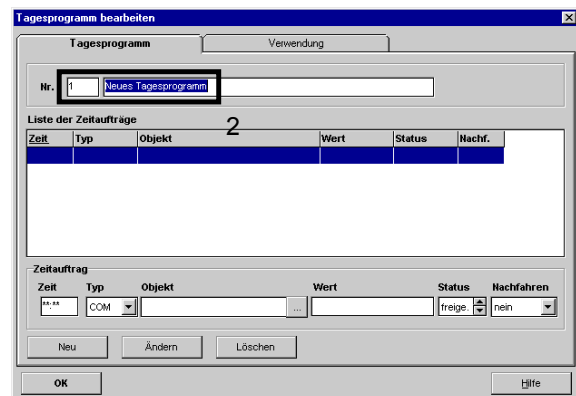 Tagesprogramm bearbeiten
Tagesprogramm Verwendung
Nr. 1 Neues Tagesprogramm
2
Liste der Zeitaufträge
Zeit Typ Objekt Wert Status Nachf.
Zeitauftrag
Zeit Typ Objekt Wert Status Nachfahren
**:** COM ... freige. nein
Neu Ändern Löschen
OK Hilfe